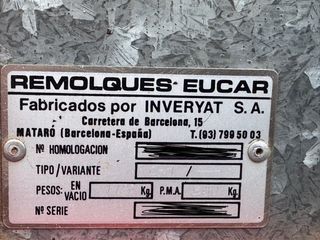 REMOLQUES EUCAR
Fabricados por INVERYAT S.A.
Carretera de Barcelona, 15
MATARÓ (Barcelona-España) T.(93) 799 50 03
Nº HOMOLOGACION
TIPO/VARIANTE /
PESOS: EN VACIO Kg. P.M.A. Kg.
Nº SERIE